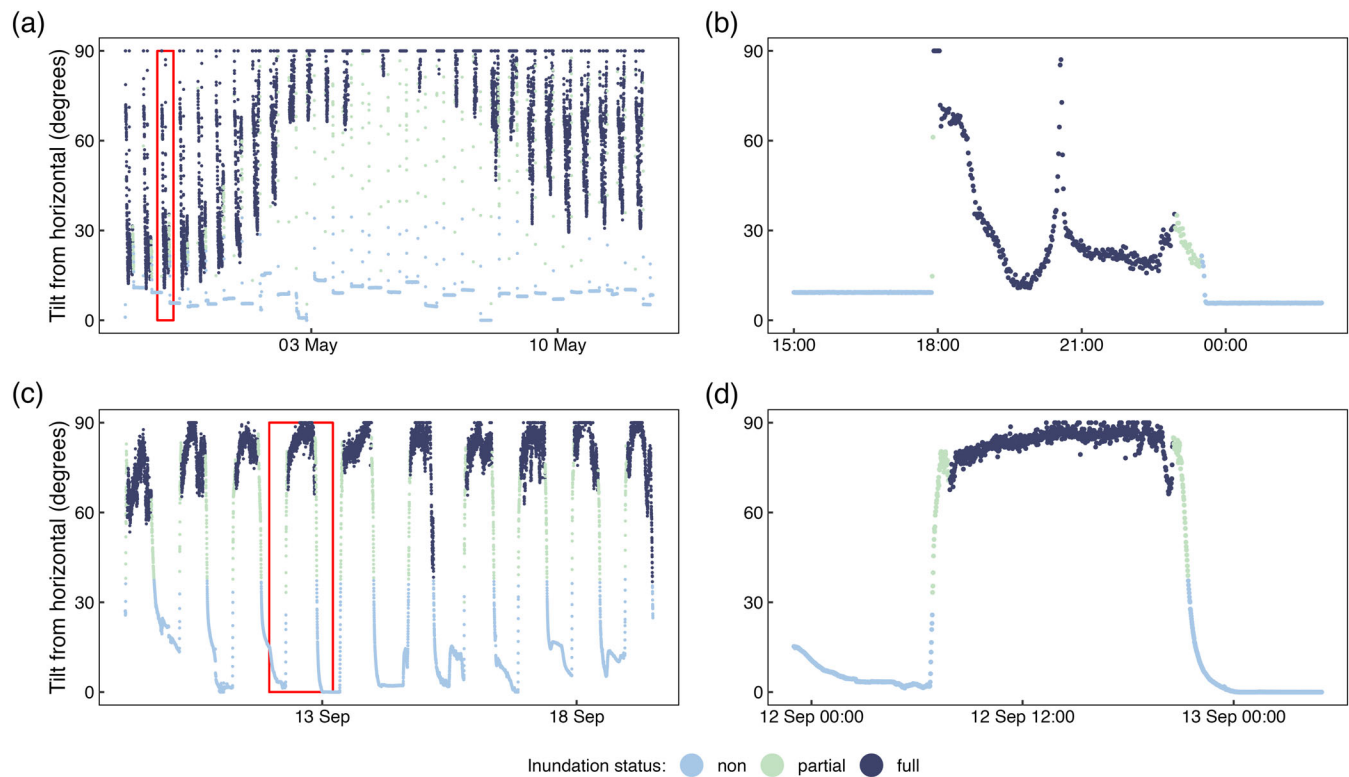 (a)
(b)
Tilt from horizontal (degrees)
90
60
30
0
03 May
10 May
90
60
30
0
15:00
18:00
21:00
00:00
(c)
(d)
Tilt from horizontal (degrees)
90
60
30
0
13 Sep
18 Sep
90
60
30
0
12 Sep 00:00
12 Sep 12:00
13 Sep 00:00
Inundation status: non partial full